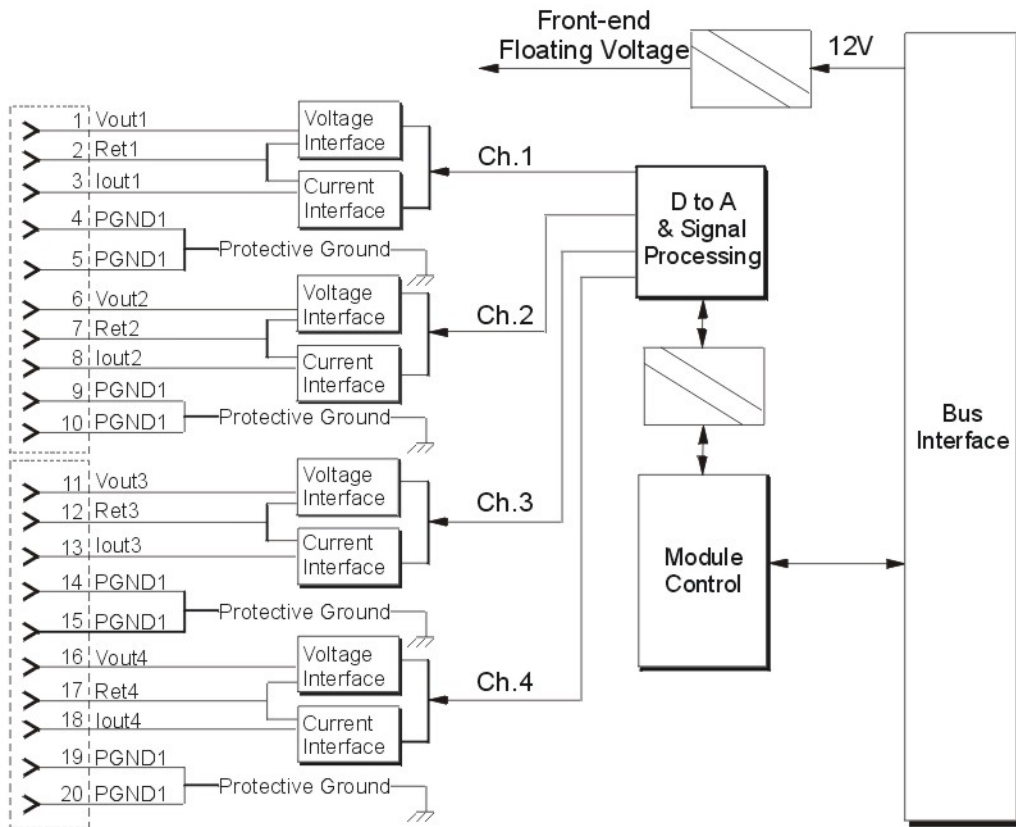 Front-end
Floating Voltage
12V
1 Vout1
2 Ret1
3 Iout1
4 PGND1
5 PGND1
Voltage
Interface
Current
Interface
Protective Ground
Ch.1
6 Vout2
7 Ret2
8 Iout2
9 PGND1
10 PGND1
Voltage
Interface
Current
Interface
Protective Ground
Ch.2
11 Vout3
12 Ret3
13 Iout3
14 PGND1
15 PGND1
Voltage
Interface
Current
Interface
Protective Ground
Ch.3
16 Vout4
17 Ret4
18 Iout4
19 PGND1
20 PGND1
Voltage
Interface
Current
Interface
Protective Ground
Ch.4
D to A
& Signal
Processing
Module
Control
Bus
Interface